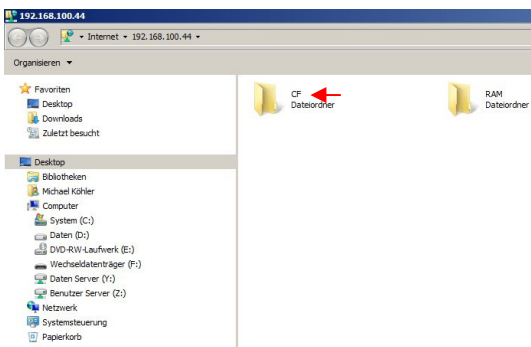 192.168.100.44
Internet 192.168.100.44
Organisieren
Favoriten
Desktop
Downloads
Zuletzt besucht
Desktop
Bibliotheken
Michael Köhler
Computer
System (C:)
Daten (D:)
DVD-RW-Laufwerk (E:)
Wechseldatenträger (F:)
Daten Server (Y:)
Benutzer Server (Z:)
Netzwerk
Systemsteuerung
Papierkorb
CF
Dateiordner
RAM
Dateiordner